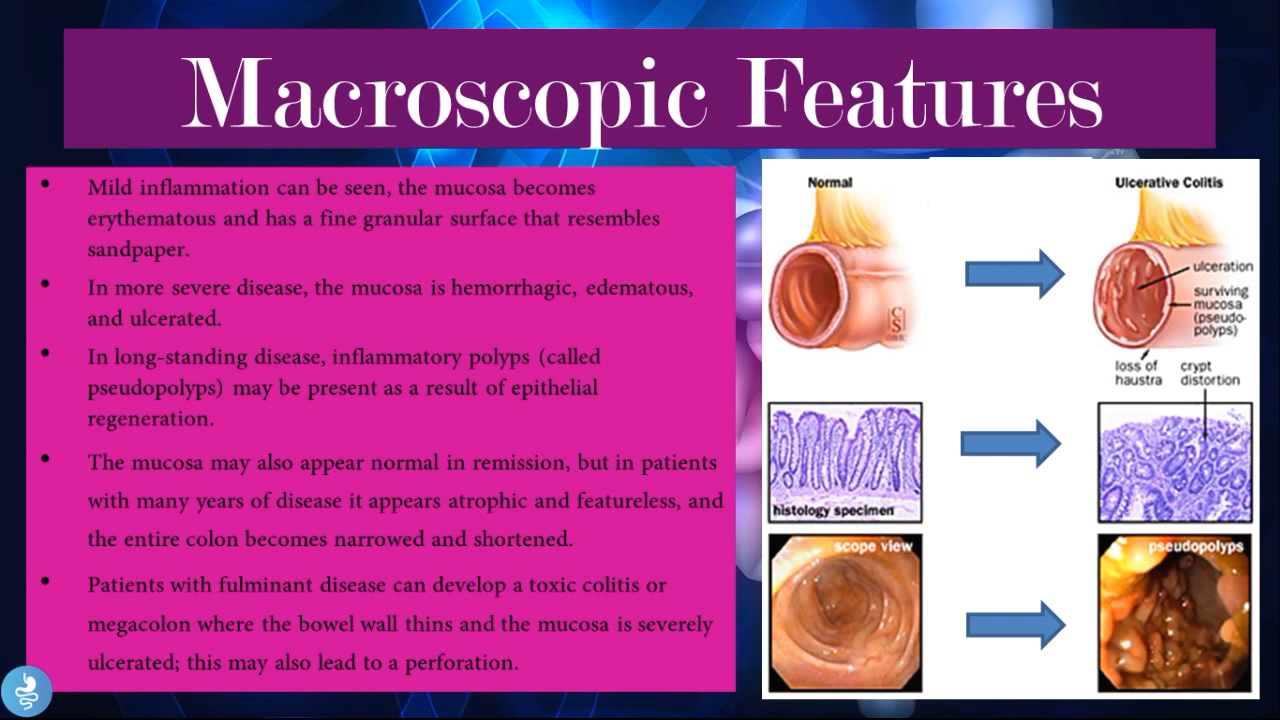 Macroscopic Features
• Mild inflammation can be seen, the mucosa becomes
erythematous and has a fine granular surface that resembles
sandpaper.
• In more severe disease, the mucosa is hemorrhagic, edematous,
and ulcerated.
• In long-standing disease, inflammatory polyps (called
pseudopolyps) may be present as a result of epithelial
regeneration.
• The mucosa may also appear normal in remission, but in patients
with many years of disease it appears atrophic and featureless, and
the entire colon becomes narrowed and shortened.
• Patients with fulminant disease can develop a toxic colitis or
megacolon where the bowel wall thins and the mucosa is severely
ulcerated; this may also lead to a perforation.
Normal
Ulcerative Colitis
ulceration
surviving
mucosa
(pseudo-
polyps)
loss of
haustra
crypt
distortion
histology specimen
scope view
pseudopolyps